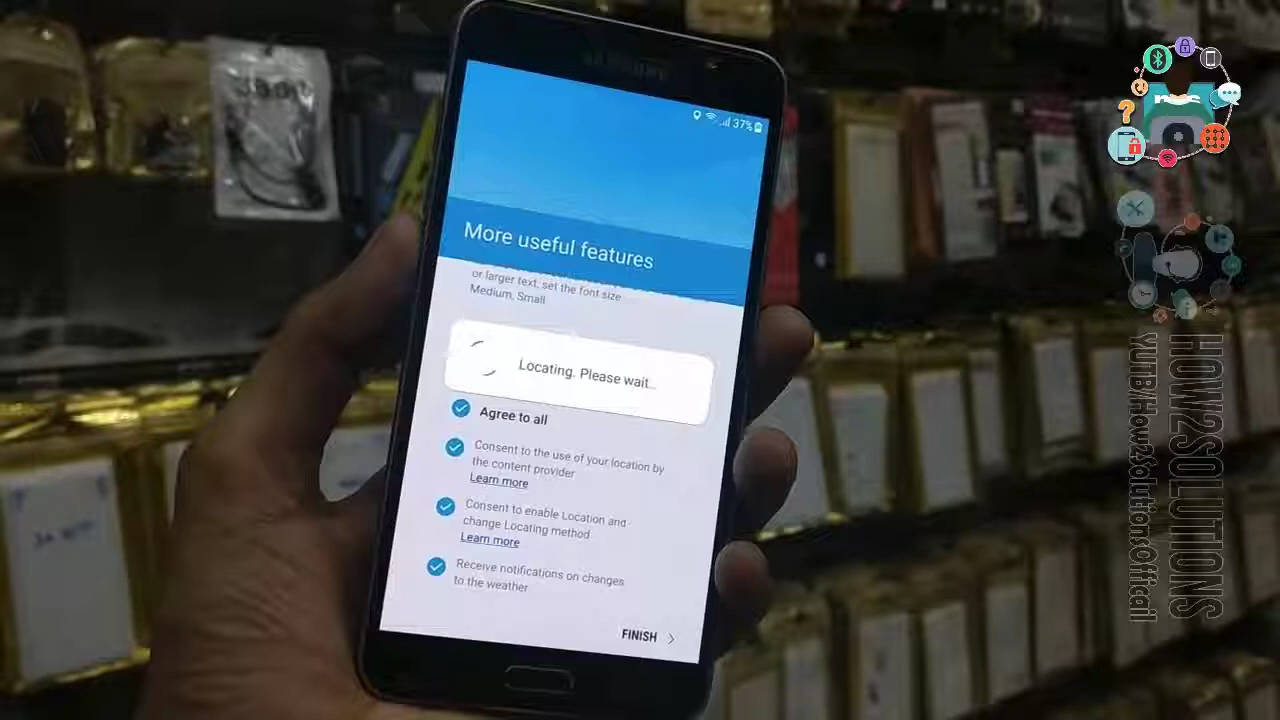 SAMSUNG
37%
More useful features
or larger text, set the font size
Medium, Small
Locating. Please wait..
Agree to all
Consent to the use of your location by
the content provider
Learn more
Consent to enable Location and
change Locating method
Learn more
Receive notifications on changes
to the weather
FINISH
HOW2SOLUTIONS
YuTB/How2SolutionsOfficail